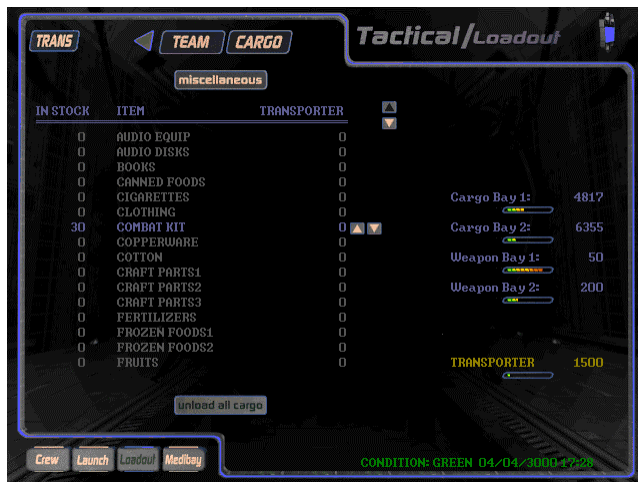 TRANS TEAM CARGO Tactical/Loadout
miscellaneous
IN STOCK ITEM TRANSPORTER
0 AUDIO EQUIP 0
0 AUDIO DISKS 0
0 BOOKS 0
0 CANNED FOODS 0
0 CIGARETTES 0 Cargo Bay 1: 4817
0 CLOTHING 0
30 COMBAT KIT 0 Cargo Bay 2: 6355
0 COPPERWARE 0
0 COTTON 0 Weapon Bay 1: 50
0 CRAFT PARTS1 0
0 CRAFT PARTS2 0 Weapon Bay 2: 200
0 CRAFT PARTS3 0
0 FERTILIZERS 0
0 FROZEN FOODS1 0
0 FROZEN FOODS2 0
0 FRUITS 0 TRANSPORTER 1500
unload all cargo
Crew Launch Loadout Medibay CONDITION: GREEN 04/04/3000 17:28